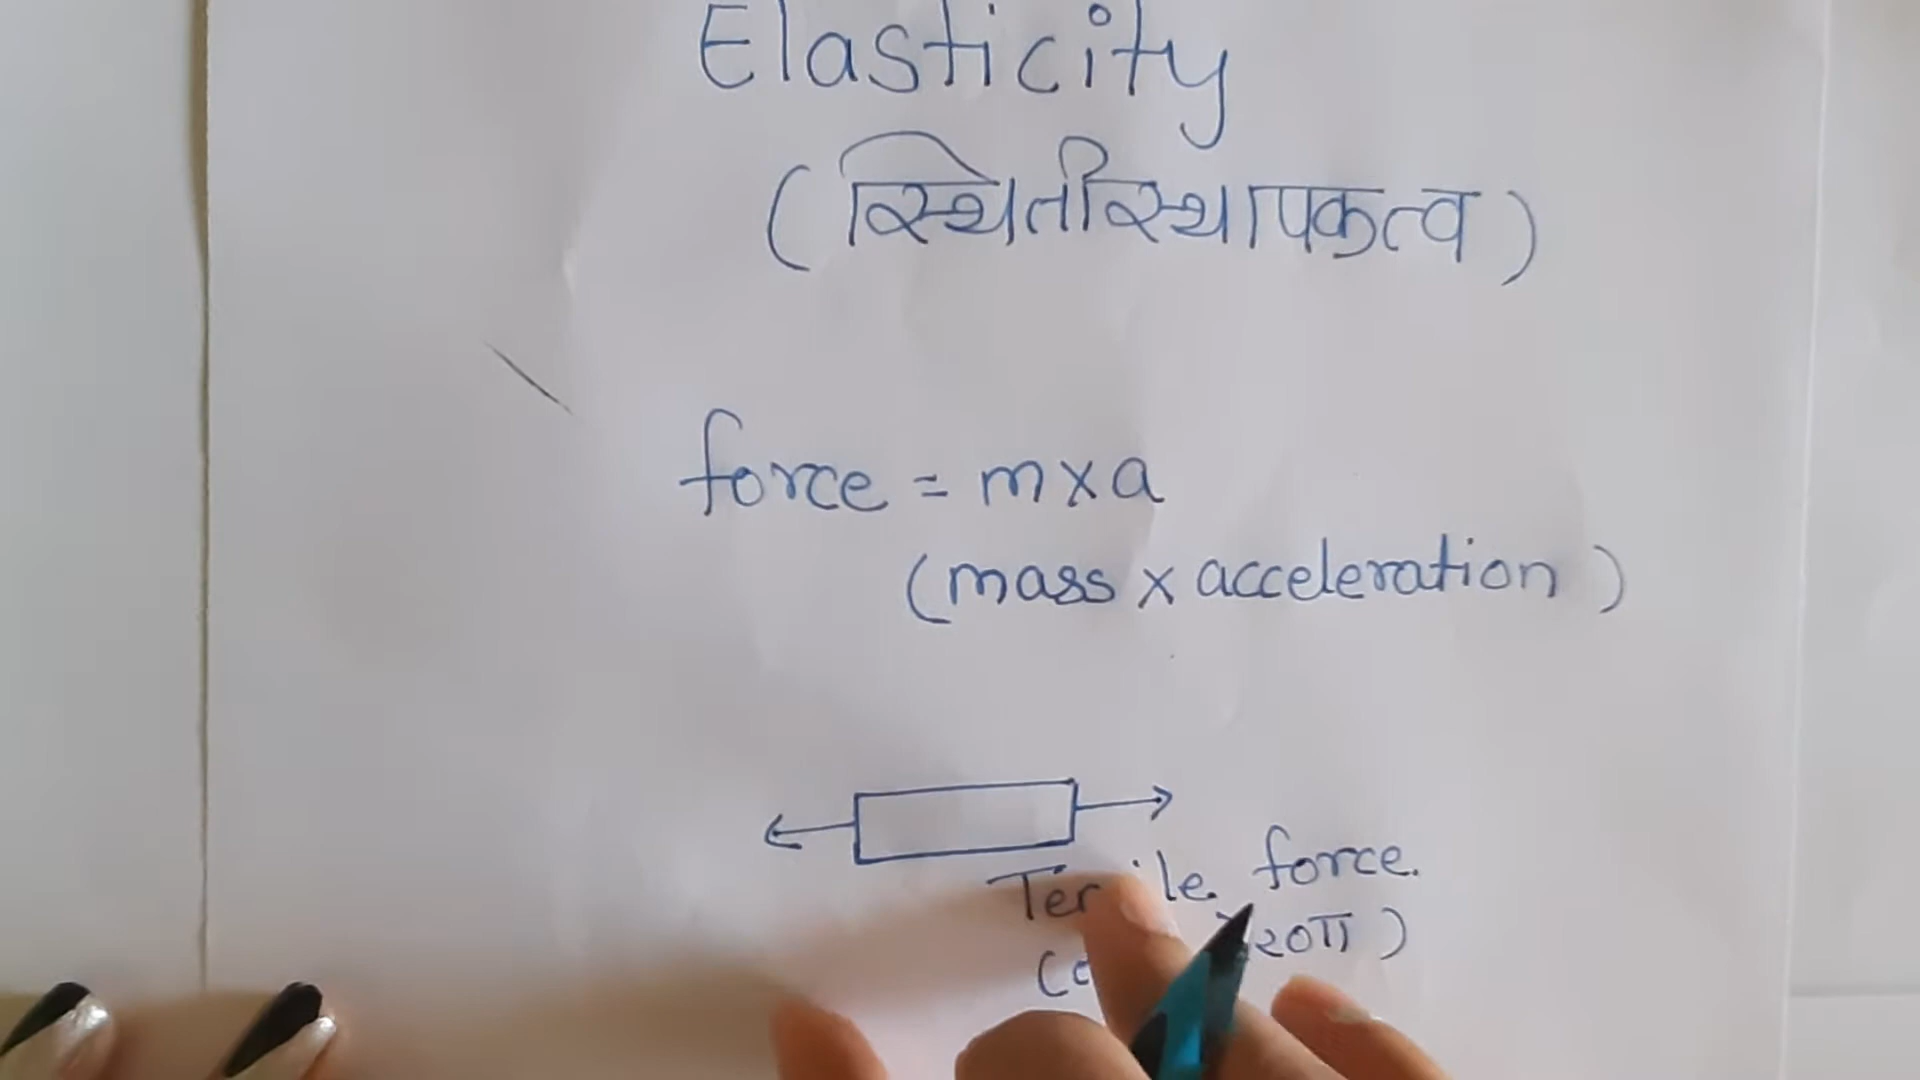 Elasticity
(स्थितीस्थापकत्व)
force = m x a
(mass x acceleration)
force.